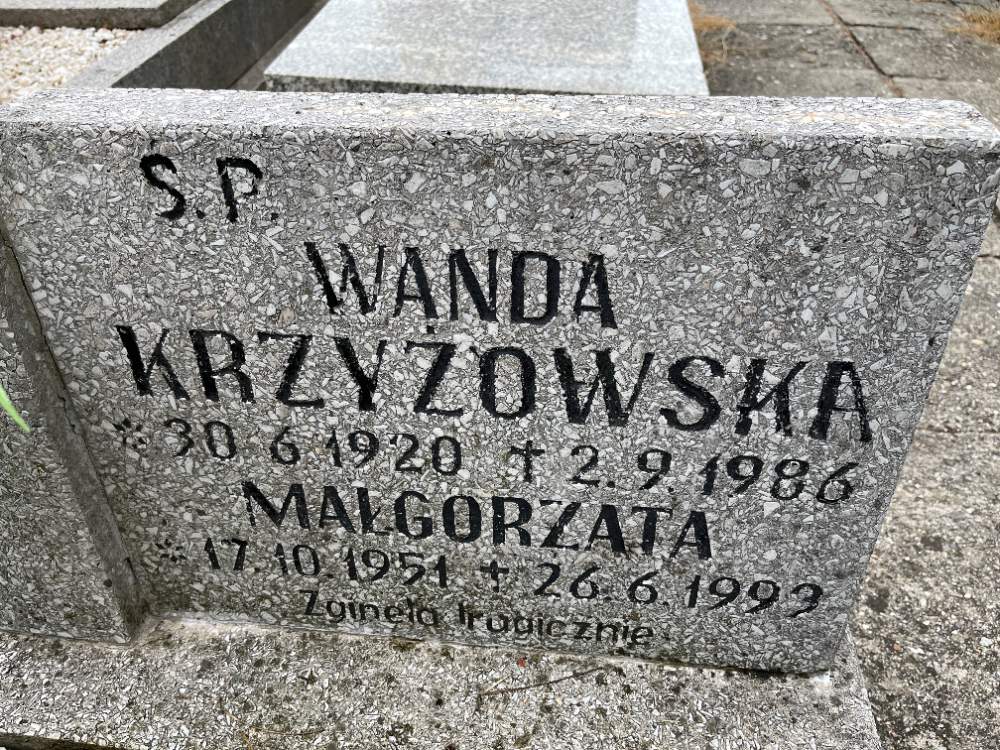 Ś.P.
WANDA
KRZYŻOWSKA
* 30.6.1920 + 2.9.1986
MAŁGORZATA
* 17.10.1951 + 26.6.1993
Zginęła tragicznie